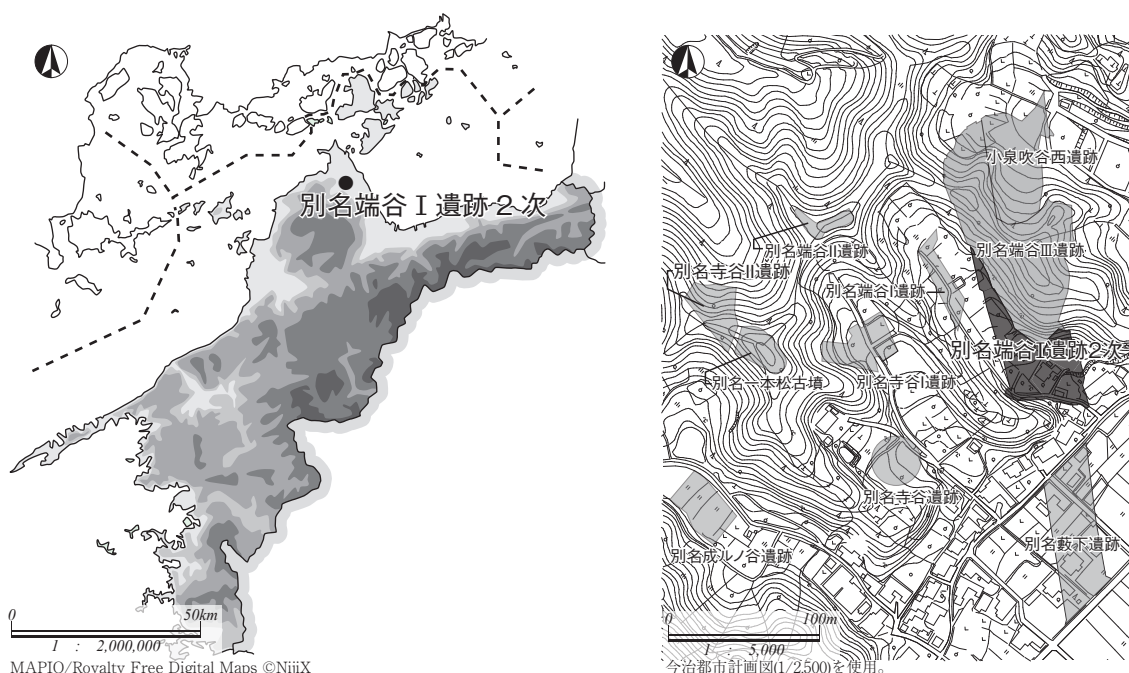 別名端谷Ⅰ遺跡2次
0
50km
1 : 2,000,000
MAPIO/Royalty Free Digital Maps ©NijiX
小泉吹谷西遺跡
別名端谷II遺跡
別名端谷III遺跡
別名寺谷II遺跡
別名端谷I遺跡
別名端谷I遺跡2次
別名一本松古墳
別名寺谷I遺跡
別名寺谷遺跡
別名成ルノ谷遺跡
別名藪下遺跡
0
100m
1 : 5,000
今治都市計画図(1/2,500)を使用。